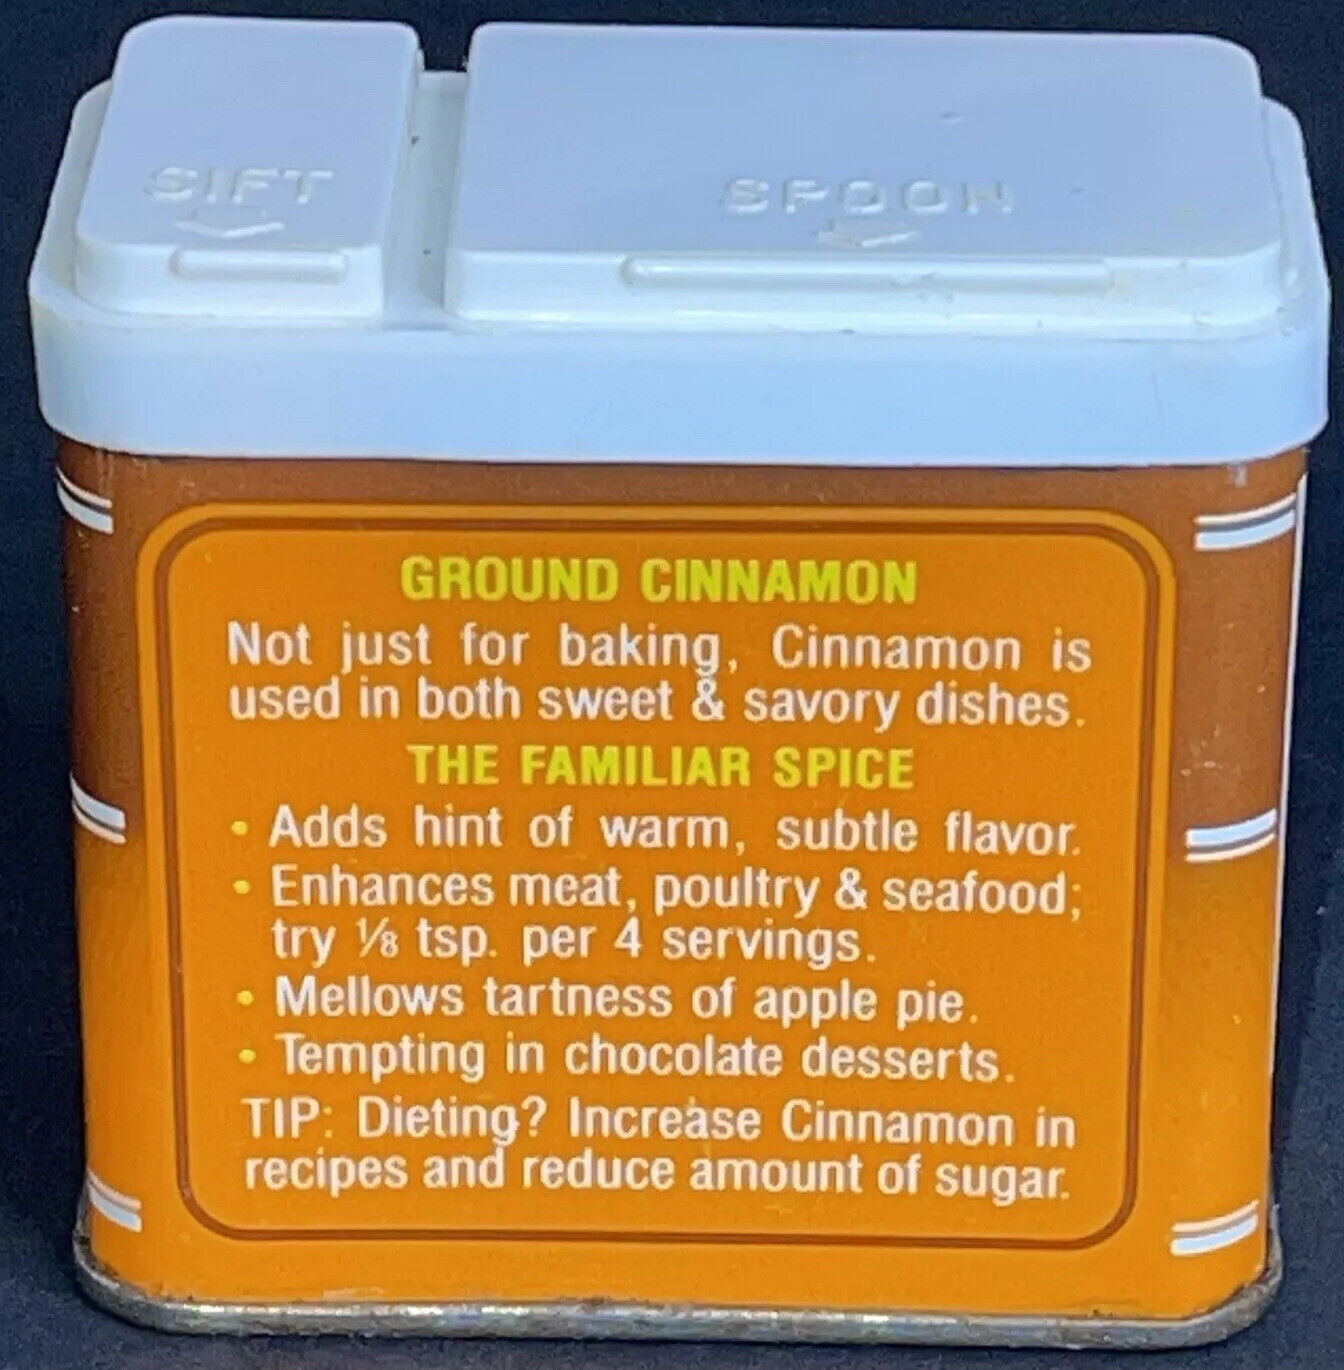 SIFT
SPOON
GROUND CINNAMON
Not just for baking, Cinnamon is
used in both sweet & savory dishes.
THE FAMILIAR SPICE
• Adds hint of warm, subtle flavor.
• Enhances meat, poultry & seafood;
try ⅛ tsp. per 4 servings.
• Mellows tartness of apple pie.
• Tempting in chocolate desserts.
TIP: Dieting? Increase Cinnamon in
recipes and reduce amount of sugar.